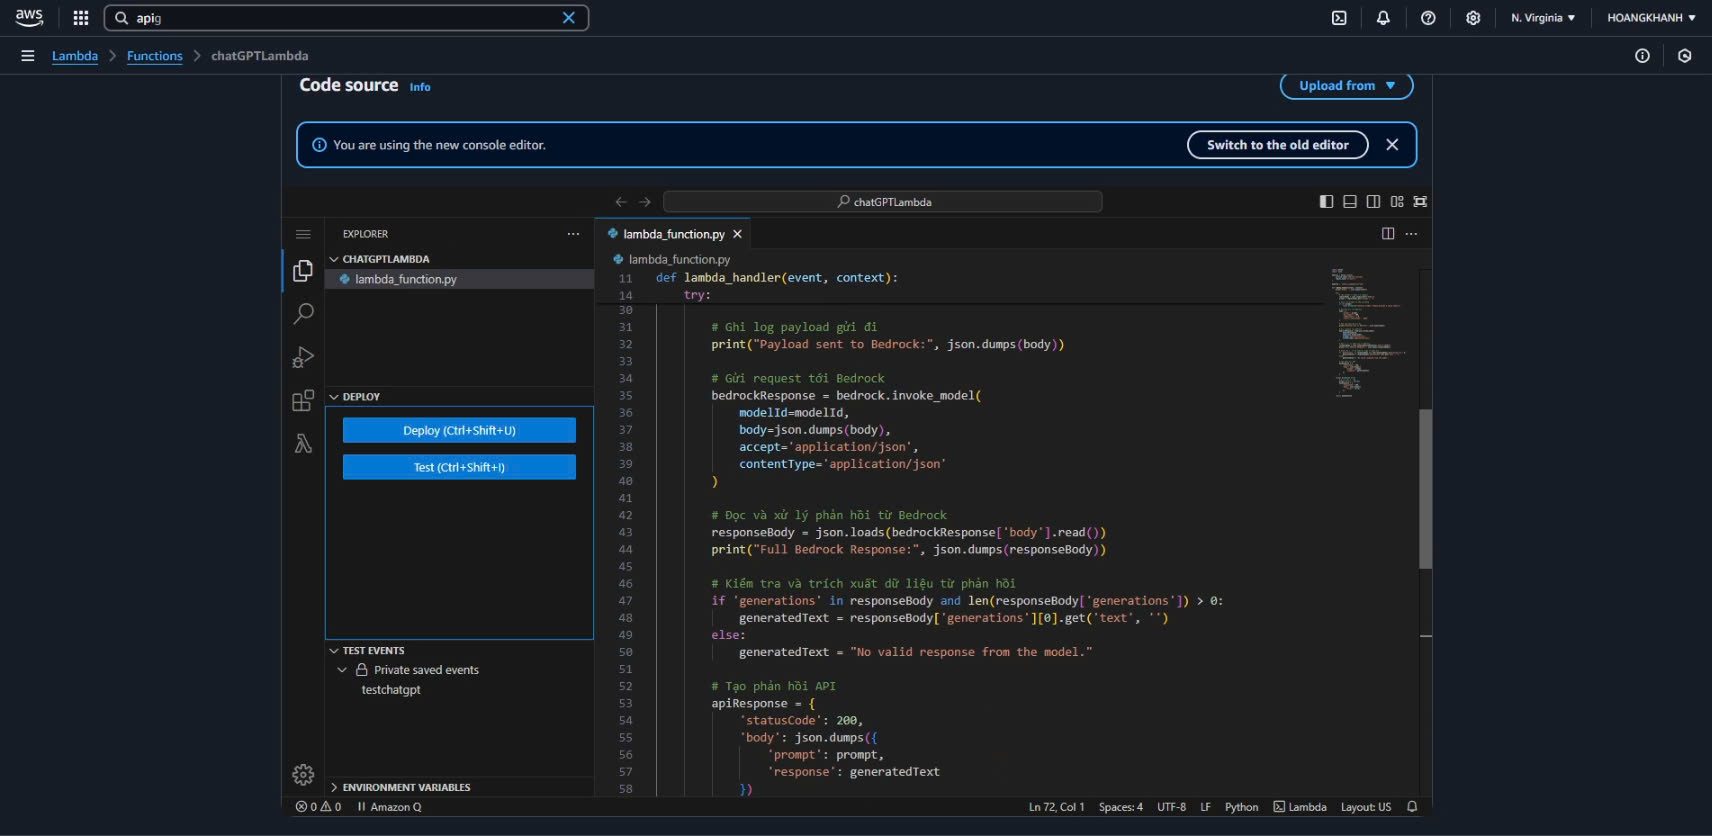 aws
apig
N. Virginia
HOANGKHANH
Lambda
Functions
chatGPTLambda
Code source
Info
Upload from
You are using the new console editor.
Switch to the old editor
chatGPTLambda
EXPLORER
CHATGPTLAMBDA
lambda_function.py
DEPLOY
Deploy (Ctrl+Shift+U)
Test (Ctrl+Shift+I)
TEST EVENTS
Private saved events
testchatgpt
ENVIRONMENT VARIABLES
lambda_function.py
lambda_function.py
11 def lambda_handler(event, context):
14 try:
30
31 # Ghi log payload gửi đi
32 print("Payload sent to Bedrock:", json.dumps(body))
33
34 # Gửi request tới Bedrock
35 bedrockResponse = bedrock.invoke_model(
36 modelId=modelId,
37 body=json.dumps(body),
38 accept='application/json',
39 contentType='application/json'
40 )
41
42 # Đọc và xử lý phản hồi từ Bedrock
43 responseBody = json.loads(bedrockResponse['body'].read())
44 print("Full Bedrock Response:", json.dumps(responseBody))
45
46 # Kiểm tra và trích xuất dữ liệu từ phản hồi
47 if 'generations' in responseBody and len(responseBody['generations']) > 0:
48 generatedText = responseBody['generations'][0].get('text', '')
49 else:
50 generatedText = "No valid response from the model."
51
52 # Tạo phản hồi API
53 apiResponse = {
54 'statusCode': 200,
55 'body': json.dumps({
56 'prompt': prompt,
57 'response': generatedText
58 })
0 0
Amazon Q
Ln 72, Col 1
Spaces: 4
UTF-8
LF
Python
Lambda
Layout: US